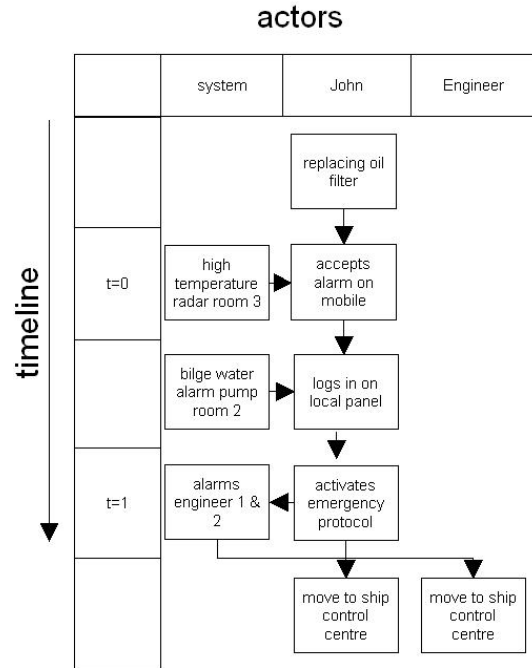 actors
system
John
Engineer
timeline
replacing oil
filter
t=0
high
temperature
radar room 3
accepts
alarm on
mobile
bilge water
alarm pump
room 2
logs in on
local panel
t=1
alarms
engineer 1 &
2
activates
emergency
protocol
move to ship
control
centre
move to ship
control
centre